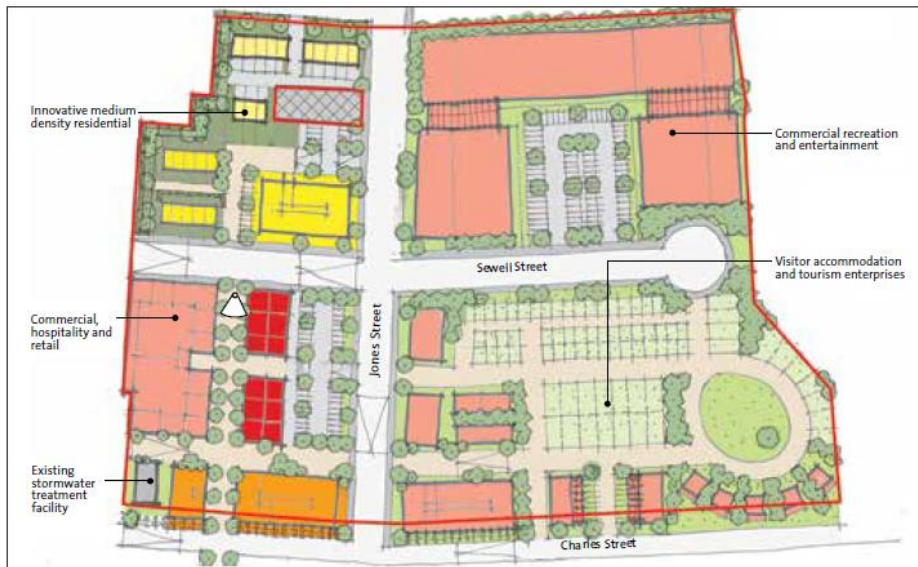 Innovative medium
density residential
Commercial recreation
and entertainment
Sewell Street
Visitor accommodation
and tourism enterprises
Commercial,
hospitality and
retail
Jones Street
Existing
stormwater
treatment
facility
Charles Street